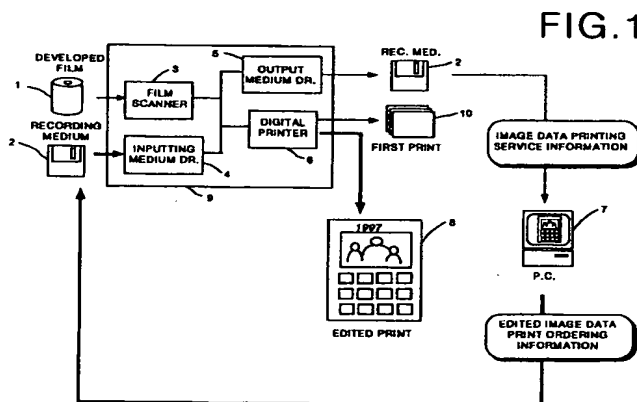 FIG.1
DEVELOPED
FILM
1
3
FILM
SCANNER
5
OUTPUT
MEDIUM DR.
REC. MED.
2
RECORDING
MEDIUM
2
INPUTTING
MEDIUM DR.
4
DIGITAL
PRINTER
6
10
FIRST PRINT
9
IMAGE DATA PRINTING
SERVICE INFORMATION
1997
8
7
P.C.
EDITED PRINT
EDITED IMAGE DATA
PRINT ORDERING
INFORMATION